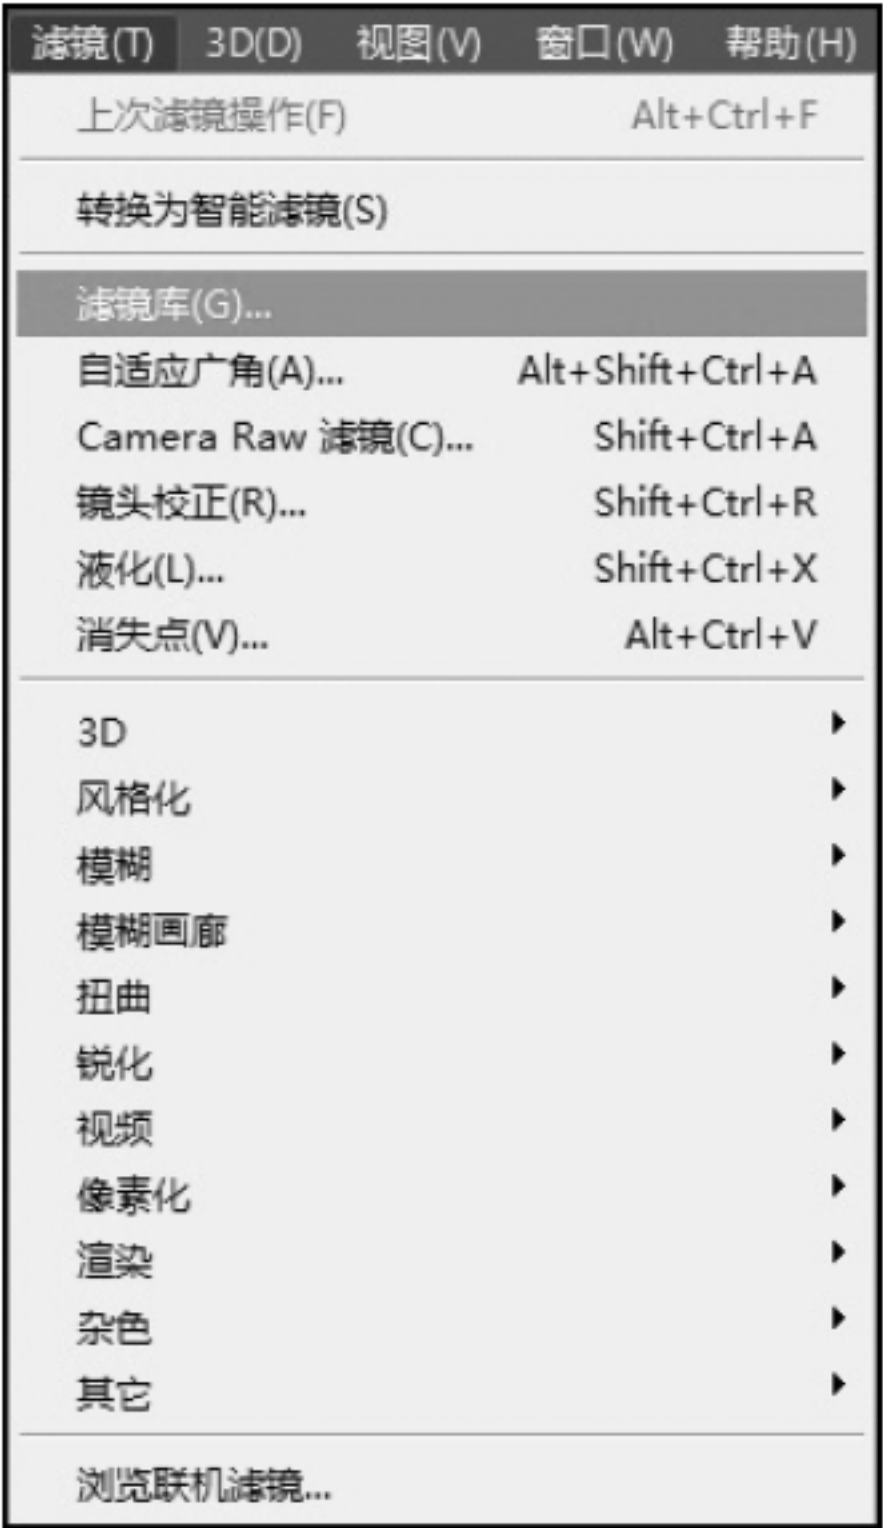 滤镜(T) 3D(D) 视图(V) 窗口(W) 帮助(H)
上次滤镜操作(F) Alt+Ctrl+F
转换为智能滤镜(S)
滤镜库(G)...
自适应广角(A)... Alt+Shift+Ctrl+A
Camera Raw 滤镜(C)... Shift+Ctrl+A
镜头校正(R)... Shift+Ctrl+R
液化(L)... Shift+Ctrl+X
消失点(V)... Alt+Ctrl+V
3D
风格化
模糊
模糊画廊
扭曲
锐化
视频
像素化
渲染
杂色
其它
浏览联机滤镜...